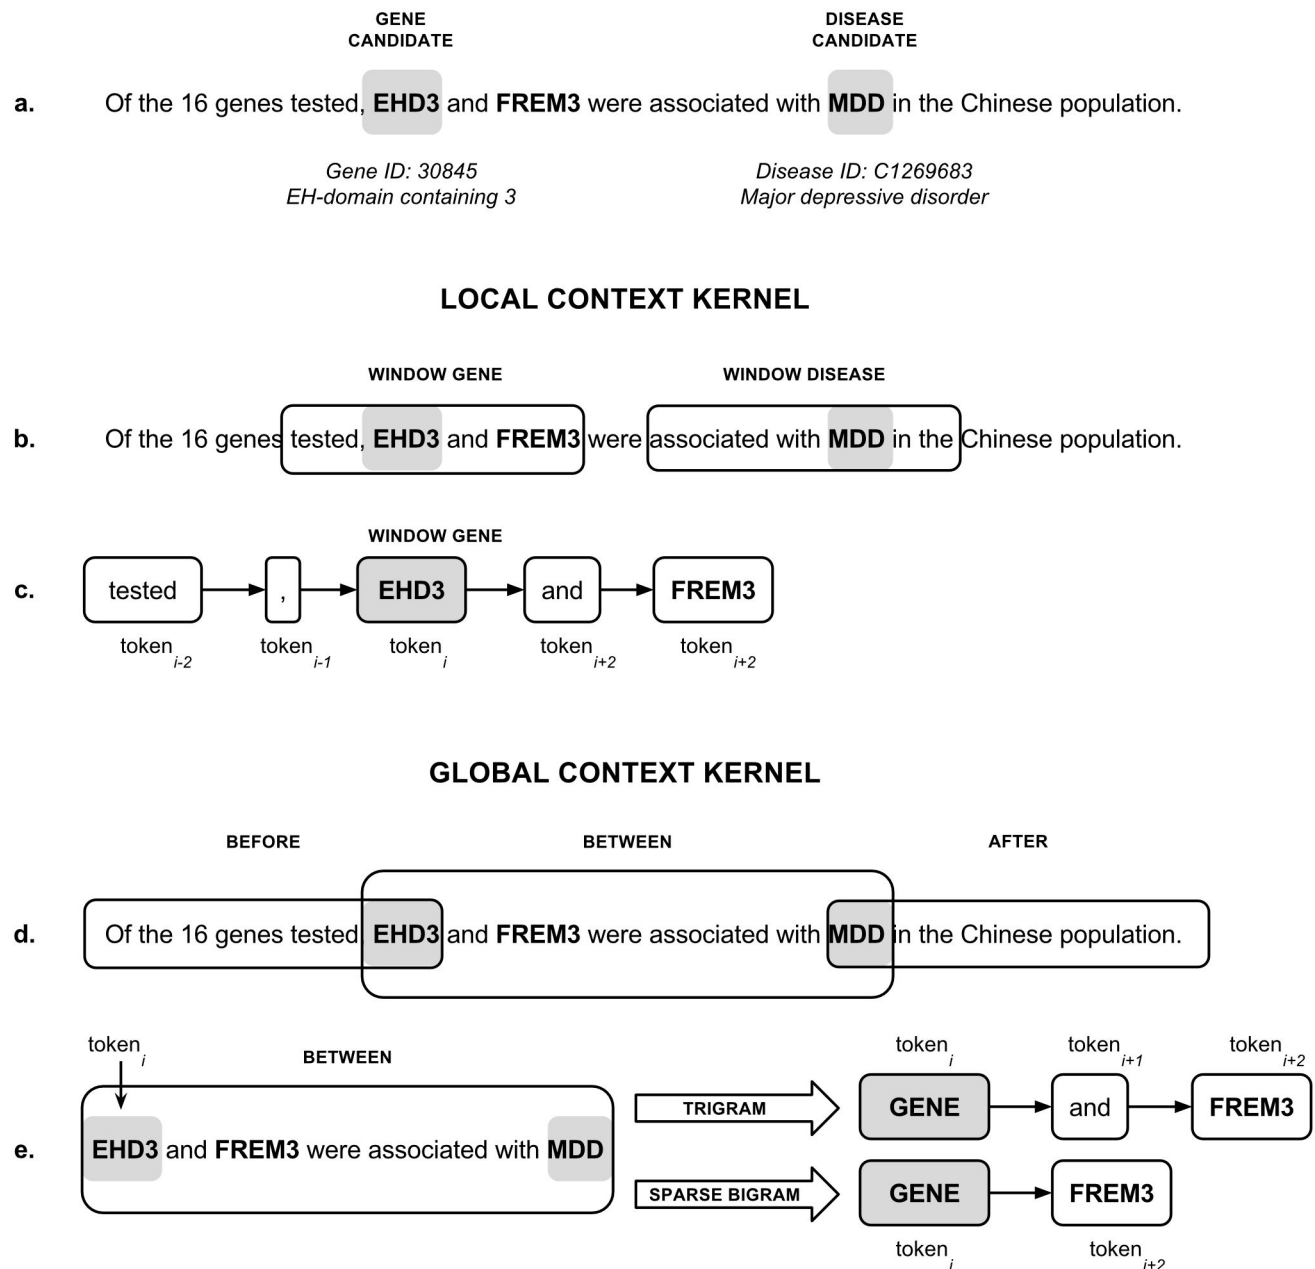 GENE CANDIDATE
DISEASE CANDIDATE
a. Of the 16 genes tested, EHD3 and FREM3 were associated with MDD in the Chinese population.
Gene ID: 30845
EH-domain containing 3
Disease ID: C1269683
Major depressive disorder
LOCAL CONTEXT KERNEL
WINDOW GENE WINDOW DISEASE
b. Of the 16 genes tested, EHD3 and FREM3 were associated with MDD in the Chinese population.
WINDOW GENE
c. tested , EHD3 and FREM3
token i-2 token i-1 token i token i+2 token i+2
GLOBAL CONTEXT KERNEL
BEFORE BETWEEN AFTER
d. Of the 16 genes tested EHD3 and FREM3 were associated with MDD in the Chinese population.
token i
BETWEEN
e. EHD3 and FREM3 were associated with MDD
token i token i+1 token i+2
TRIGRAM GENE and FREM3
SPARSE BIGRAM GENE FREM3
token i token i+2